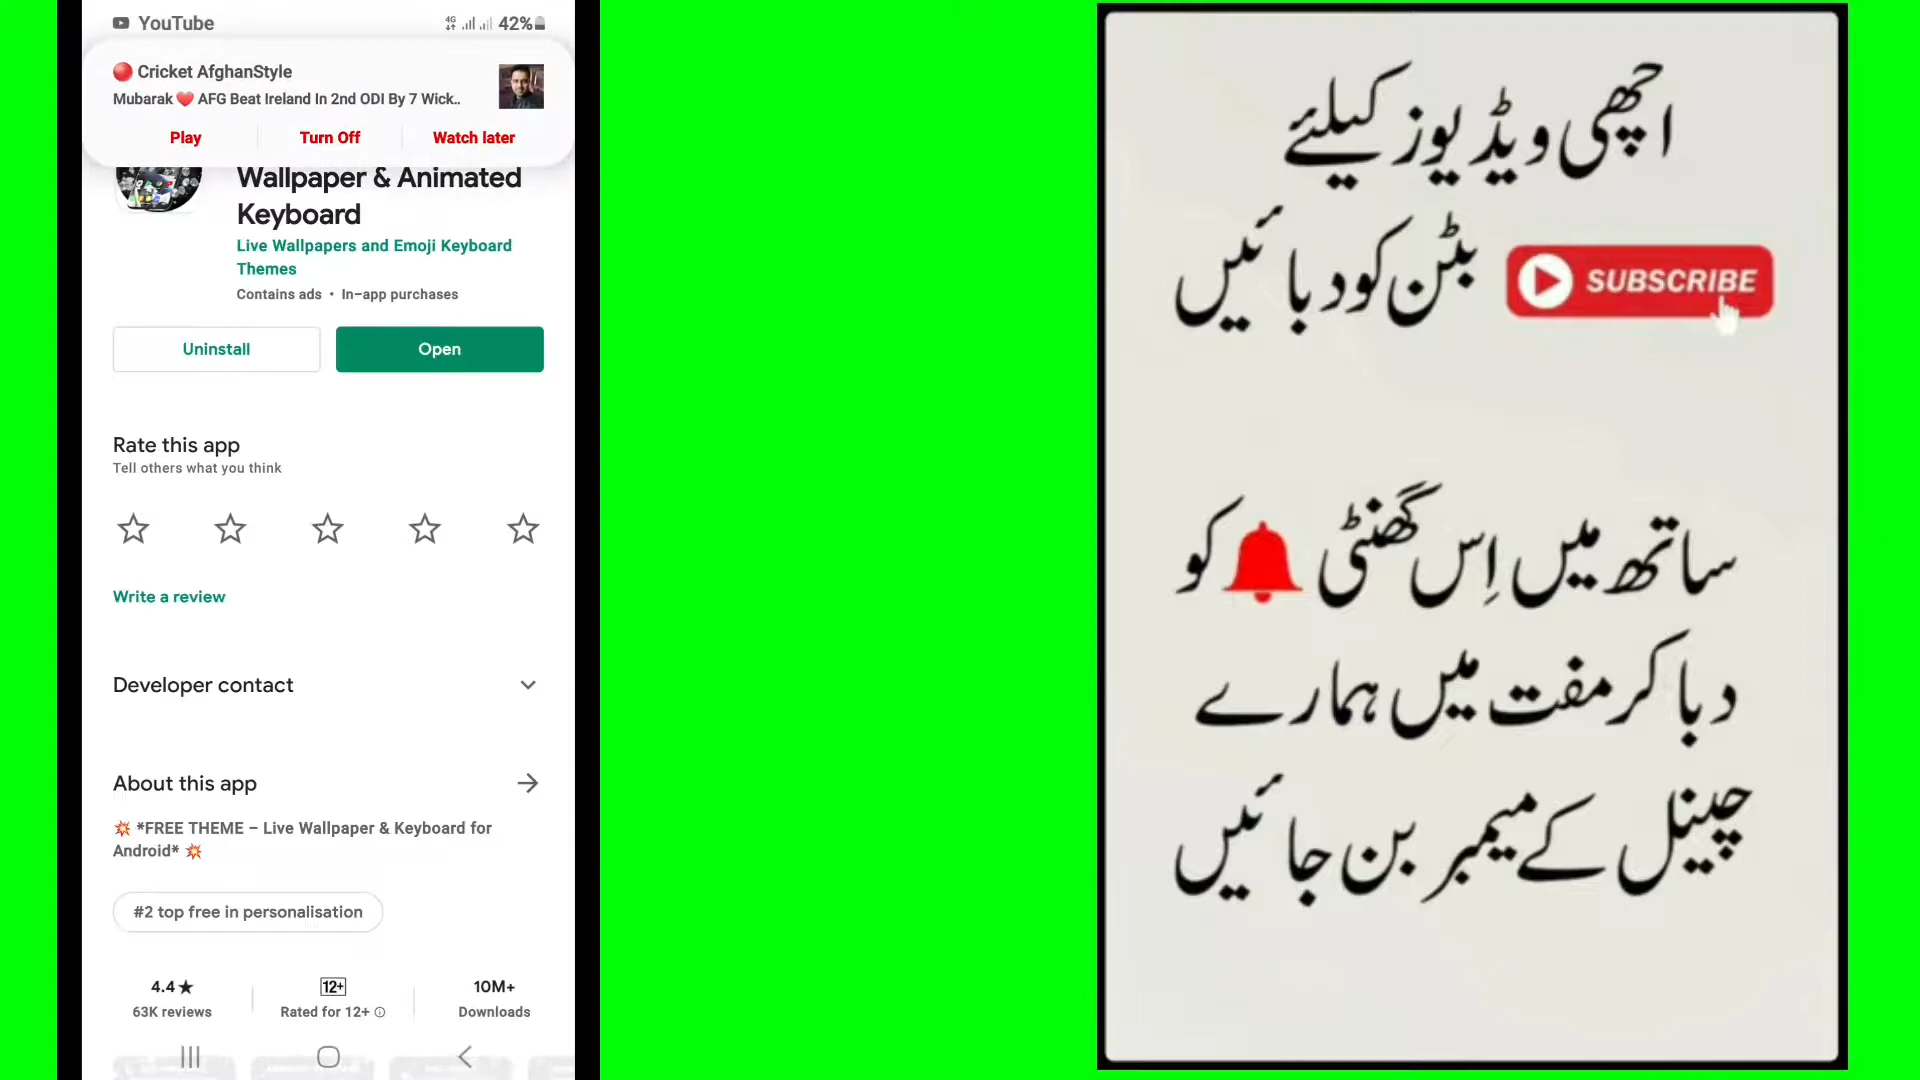 YouTube
4G
42%
Cricket AfghanStyle
Mubarak ❤️ AFG Beat Ireland In 2nd ODI By 7 Wick..
Play Turn Off Watch later
Wallpaper & Animated
Keyboard
Live Wallpapers and Emoji Keyboard
Themes
Contains ads • In-app purchases
Uninstall Open
Rate this app
Tell others what you think
Write a review
Developer contact
About this app
💥 *FREE THEME – Live Wallpaper & Keyboard for
Android* 💥
#2 top free in personalisation
4.4★ 12+ 10M+
63K reviews Rated for 12+ Downloads
اچھی ویڈیوز کیلئے
SUBSCRIBE بٹن کو دبائیں
ساتھ میں اِس گھنٹی 🔔 کو
دبا کر مفت میں ہمارے
چینل کے میمبر بن جائیں